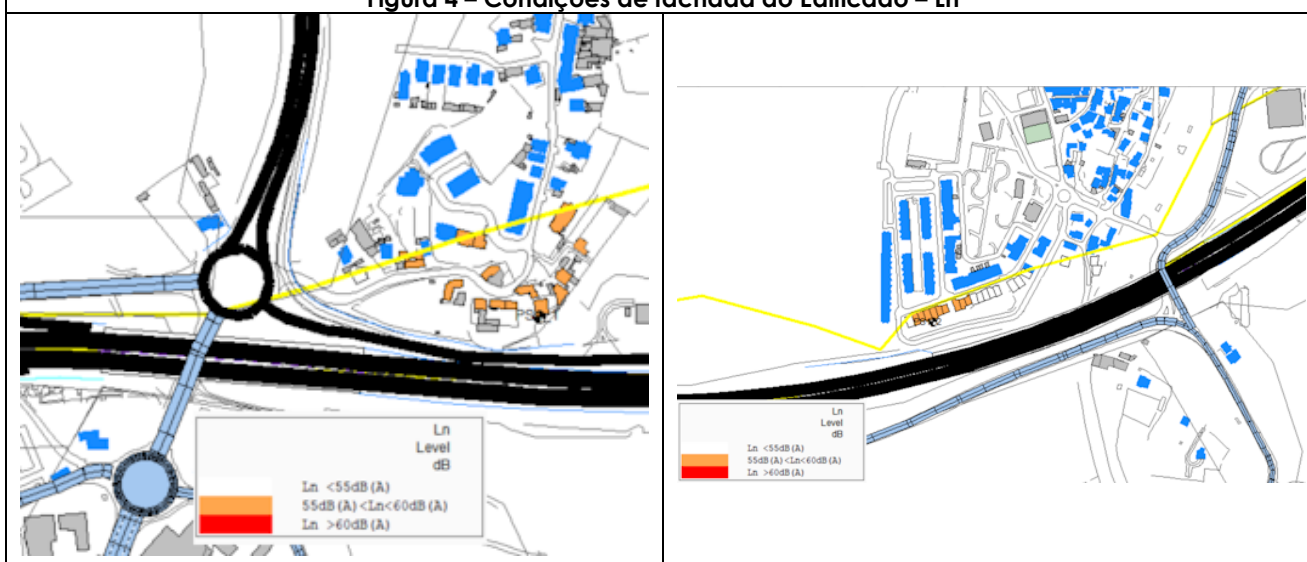 Figura 4 – Condições de fachada do Edificado – Ln
Ln
Level
dB
Ln <55dB(A)
55dB(A)<Ln<60dB(A)
Ln >60dB(A)
Ln
Level
dB
Ln <55dB(A)
55dB(A)<Ln<60dB(A)
Ln >60dB(A)